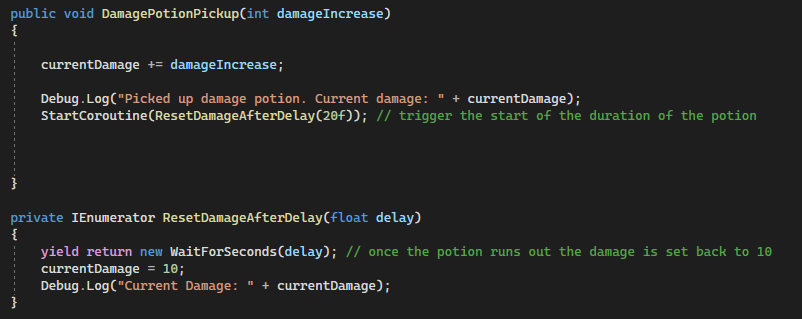 public void DamagePotionPickup(int damageIncrease)
{
currentDamage += damageIncrease;
Debug.Log("Picked up damage potion. Current damage: " + currentDamage);
StartCoroutine(ResetDamageAfterDelay(20f)); // trigger the start of the duration of the potion
}
private IEnumerator ResetDamageAfterDelay(float delay)
{
yield return new WaitForSeconds(delay); // once the potion runs out the damage is set back to 10
currentDamage = 10;
Debug.Log("Current Damage: " + currentDamage);
}